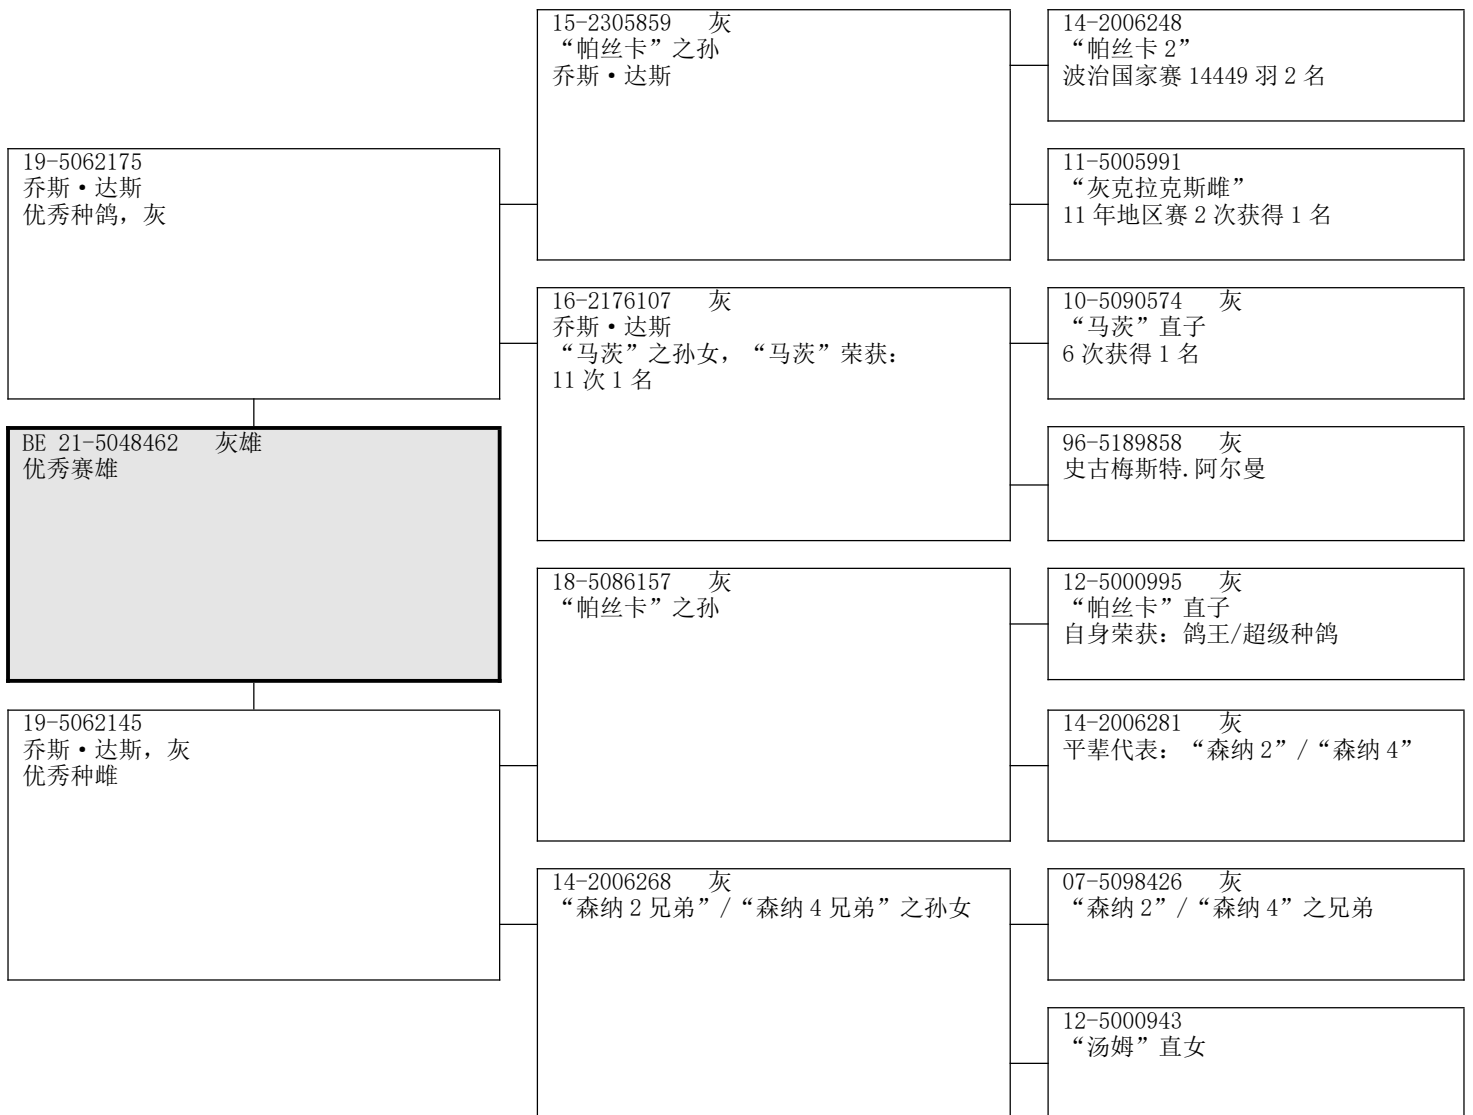 15-2305859 灰
“帕丝卡”之孙
乔斯·达斯
14-2006248
“帕丝卡 2”
波治国家赛 14449 羽 2 名
19-5062175
乔斯·达斯
优秀种鸽，灰
11-5005991
“灰克拉克斯雌”
11 年地区赛 2 次获得 1 名
16-2176107 灰
乔斯·达斯
“马茨”之孙女，“马茨”荣获：
11 次 1 名
10-5090574 灰
“马茨”直子
6 次获得 1 名
BE 21-5048462 灰雄
优秀赛雄
96-5189858 灰
史古梅斯特.阿尔曼
18-5086157 灰
“帕丝卡”之孙
12-5000995 灰
“帕丝卡”直子
自身荣获：鸽王/超级种鸽
19-5062145
乔斯·达斯，灰
优秀种雌
14-2006281 灰
平辈代表：“森纳 2”/“森纳 4”
14-2006268 灰
“森纳 2 兄弟”/“森纳 4 兄弟”之孙女
07-5098426 灰
“森纳 2”/“森纳 4”之兄弟
12-5000943
“汤姆”直女